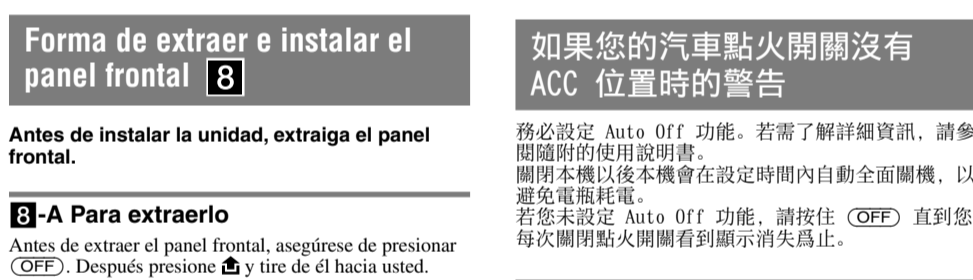 Forma de extraer e instalar el
panel frontal 8
Antes de instalar la unidad, extraiga el panel
frontal.
8-A Para extraerlo
Antes de extraer el panel frontal, asegúrese de presionar
OFF. Después presione y tire de él hacia usted.
如果您的汽車點火開關沒有
ACC 位置時的警告
務必設定 Auto Off 功能。若需了解詳細資訊，請參
閱隨附的使用說明書。
關閉本機以後本機會在設定時間內自動全面關機，以
避免電瓶耗電。
若您未設定 Auto Off 功能，請按住 OFF 直到您
每次關閉點火開關看到顯示消失爲止。